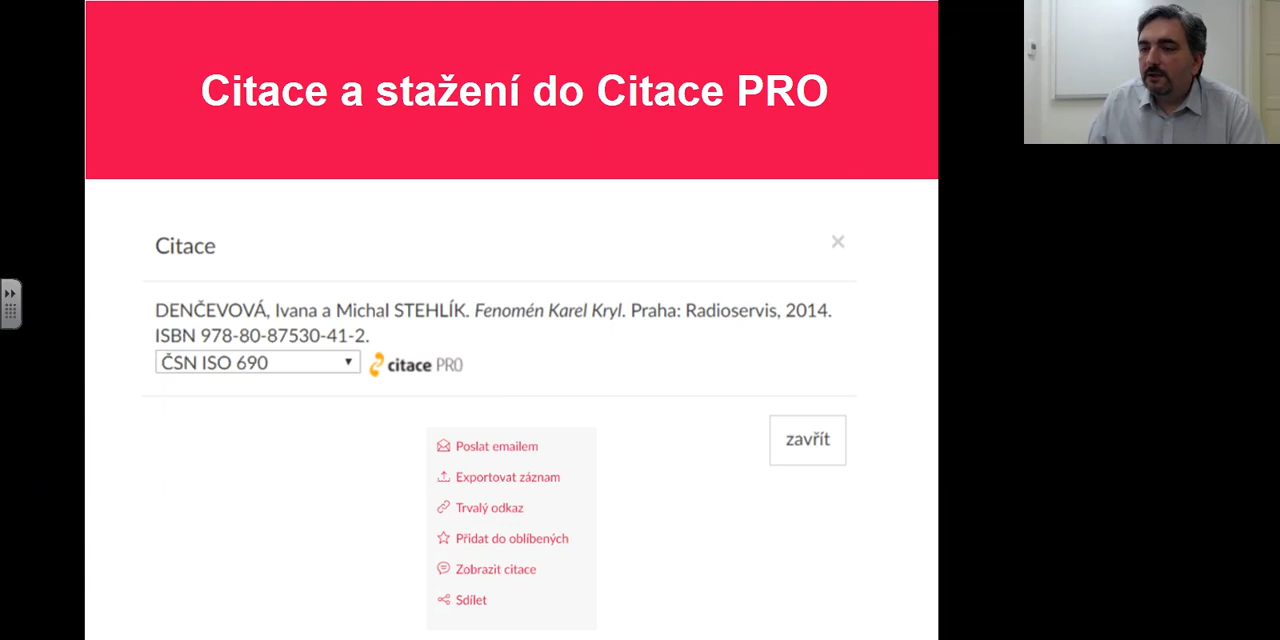 Citace a stažení do Citace PRO
Citace
DENČEVOVÁ, Ivana a Michal STEHLÍK. Fenomén Karel Kryl. Praha: Radioservis, 2014.
ISBN 978-80-87530-41-2.
ČSN ISO 690
citace PRO
zavřít
Poslat emailem
Exportovat záznam
Trvalý odkaz
Přidat do oblíbených
Zobrazit citace
Sdílet